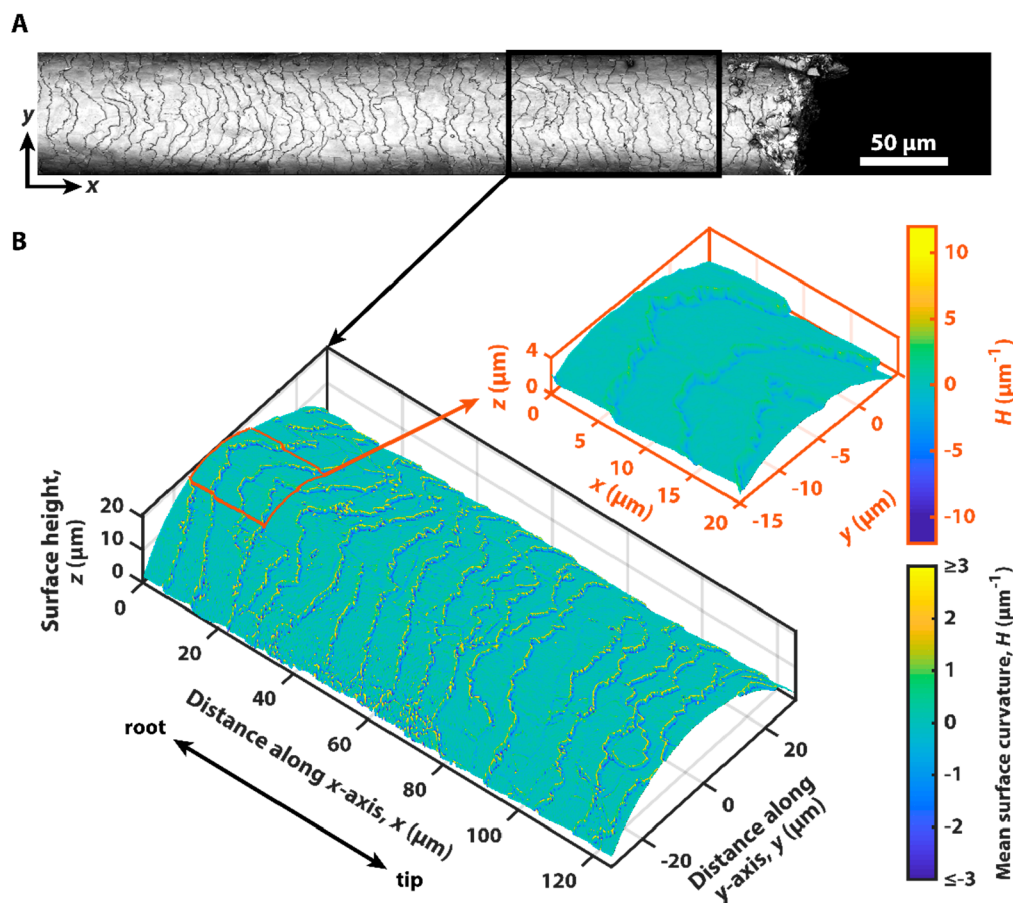 A
y
x
50 μm
B
z (μm)
4
0
0
5
10
15
20
x (μm)
-15
-10
-5
0
y (μm)
10
5
0
-5
-10
H (μm⁻¹)
Surface height,
z (μm)
20
10
0
0
20
40
60
80
100
120
Distance along x-axis, x (μm)
root
tip
-20
0
20
Distance along
y-axis, y (μm)
≥3
2
1
0
-1
-2
≤-3
Mean surface curvature, H (μm⁻¹)